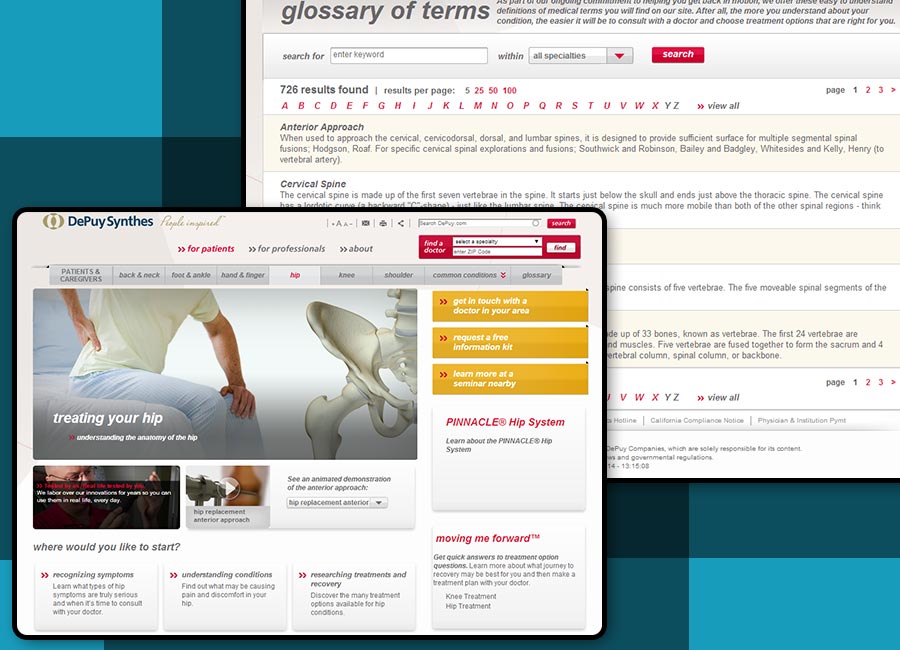 glossary of terms
As part of our ongoing commitment to helping you get back in motion, we offer these easy to understand
definitions of medical terms you will find on our site. After all, the more you understand about your
condition, the easier it will be to consult with a doctor and choose treatment options that are right for you.
search for enter keyword within all specialties search
726 results found | results per page: 5 25 50 100 page 1 2 3 >
A B C D E F G H I J K L M N O P Q R S T U V W X Y Z view all
Anterior Approach
When used to approach the cervical, cervicodorsal, dorsal, and lumbar spines, it is designed to provide sufficient surface for multiple segmental spinal
fusions; Hodgson, Roaf. For specific cervical spinal explorations and fusions; Southwick and Robinson, Bailey and Badgley, Whitesides and Kelly, Henry (to
vertebral artery).
Cervical Spine
The cervical spine is made up of the first seven vertebrae in the spine. It starts just below the skull and ends just above the thoracic spine. The cervical spine
has a lordotic curve (a backward "C"-shape) - just like the lumbar spine. The cervical spine is much more mobile than both of the other spinal regions - think
spine consists of five vertebrae. The five moveable spinal segments of the
de up of 33 bones, known as vertebrae. The first 24 vertebrae are
nd muscles. Five vertebrae are fused together to form the sacrum and 4
vertebral column, spinal column, or backbone.
page 1 2 3 >
U V W X Y Z view all
s Hotline | California Compliance Notice | Physician & Institution Pymt
DePuy Companies, which are solely responsible for its content.
ws and governmental regulations.
14 - 13:15:08
DePuy Synthes People inspired™
A A A
Search DePuy.com search
for patients for professionals about
find a doctor select a specialty enter ZIP Code find
PATIENTS & CAREGIVERS back & neck foot & ankle hand & finger hip knee shoulder common conditions glossary
treating your hip
understanding the anatomy of the hip
get in touch with a
doctor in your area
request a free
information kit
learn more at a
seminar nearby
PINNACLE® Hip System
Learn about the PINNACLE® Hip
System
Tested by us. Real life tested by you.
We labor over our innovations for years so you can
use them in real life, every day.
hip replacement
anterior approach
See an animated demonstration
of the anterior approach:
hip replacement anterior
moving me forward™
Get quick answers to treatment option
questions. Learn more about what journey to
recovery may be best for you and then make a
treatment plan with your doctor.
Knee Treatment
Hip Treatment
where would you like to start?
recognizing symptoms
Learn what types of hip
symptoms are truly serious
and when it's time to consult
with your doctor.
understanding conditions
Find out what may be causing
pain and discomfort in your
hip.
researching treatments and
recovery
Discover the many treatment
options available for hip
conditions.